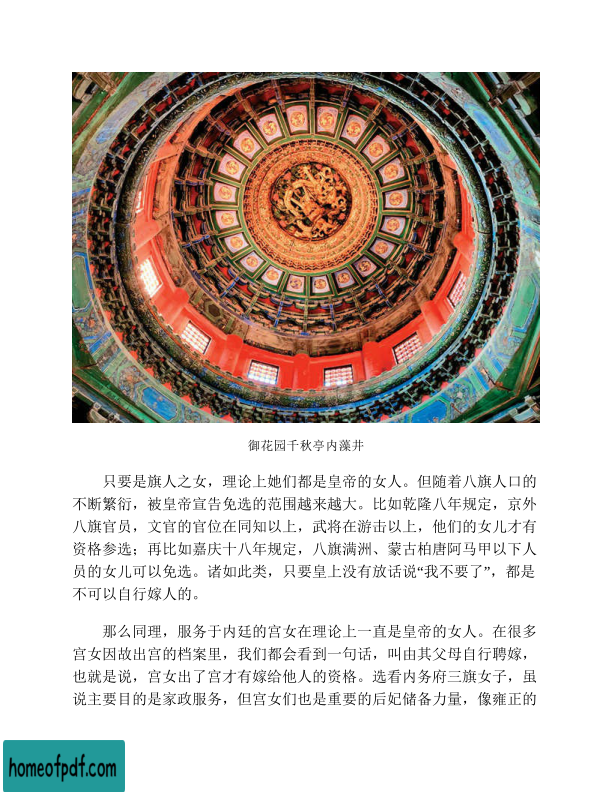 御花园千秋亭内藻井
只要是旗人之女，理论上她们都是皇帝的女人。但随着八旗人口的
不断繁衍，被皇帝宣告免选的范围越来越大。比如乾隆八年规定，京外
八旗官员，文官的官位在同知以上，武将在游击以上，他们的女儿才有
资格参选；再比如嘉庆十八年规定，八旗满洲、蒙古柏唐阿马甲以下人
员的女儿可以免选。诸如此类，只要皇上没有放话说“我不要了”，都是
不可以自行嫁人的。
那么同理，服务于内廷的宫女在理论上一直是皇帝的女人。在很多
宫女因故出宫的档案里，我们都会看到一句话，叫由其父母自行聘嫁，
也就是说，宫女出了宫才有嫁给他人的资格。选看内务府三旗女子，虽
说主要目的是家政服务，但宫女们也是重要的后妃储备力量，像雍正的
homeofpdf.com